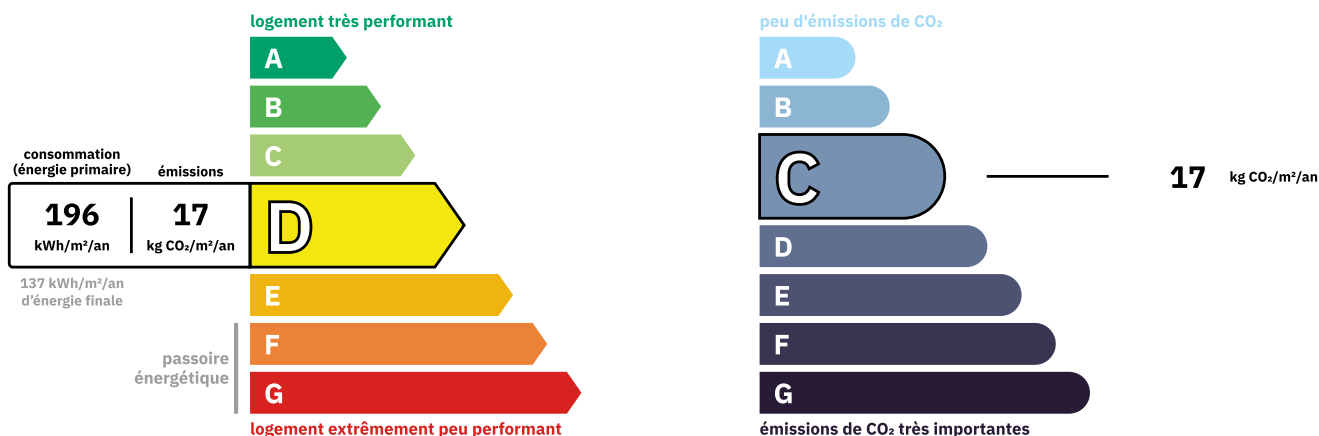 logement très performant
A
B
C
consommation
(énergie primaire)
émissions
196
kWh/m²/an
17
kg CO₂/m²/an
D
137 kWh/m²/an
d'énergie finale
E
passoire
énergétique
F
G
logement extrêmement peu performant
peu d'émissions de CO₂
A
B
C
17 kg CO₂/m²/an
D
E
F
G
émissions de CO₂ très importantes